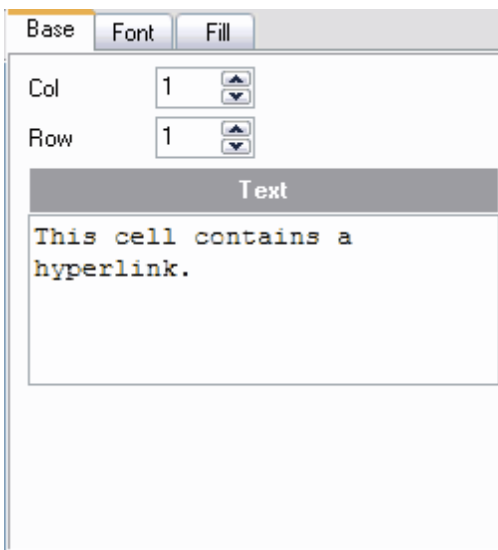 Base Font Fill
Col 1
Row 1
Text
This cell contains a
hyperlink.